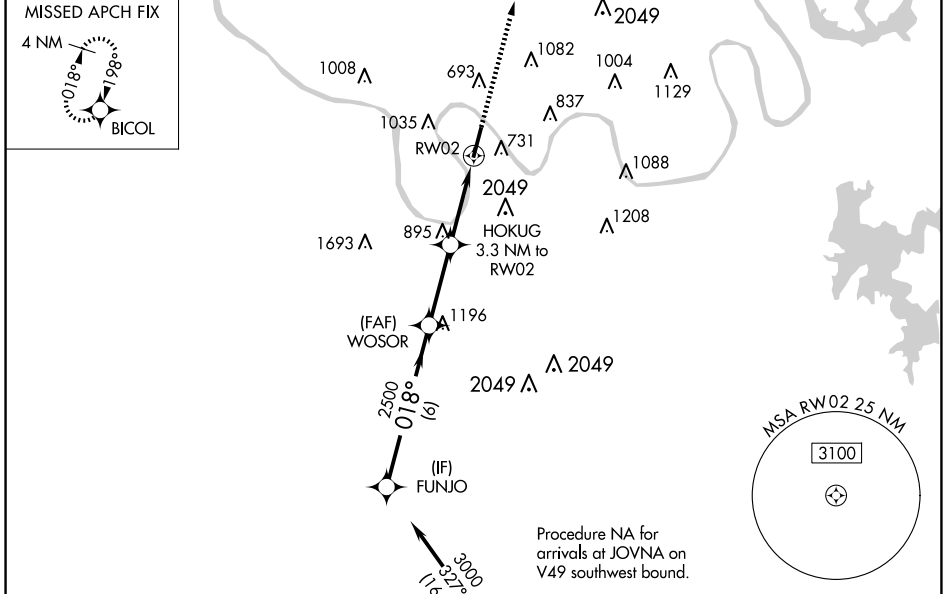 MISSED APCH FIX
4 NM
018°
198°
BICOL
2049
1082
1004
1129
1008
693
837
1035
RW02
731
1088
2049
1208
895
HOKUG
3.3 NM to
RW02
1693
(FAF)
WOSOR
1196
2049
2049
2500
018°
(6)
(IF)
FUNJO
MSA RW02 25 NM
3100
Procedure NA for
arrivals at JOVNA on
V49 southwest bound.
3000
327°